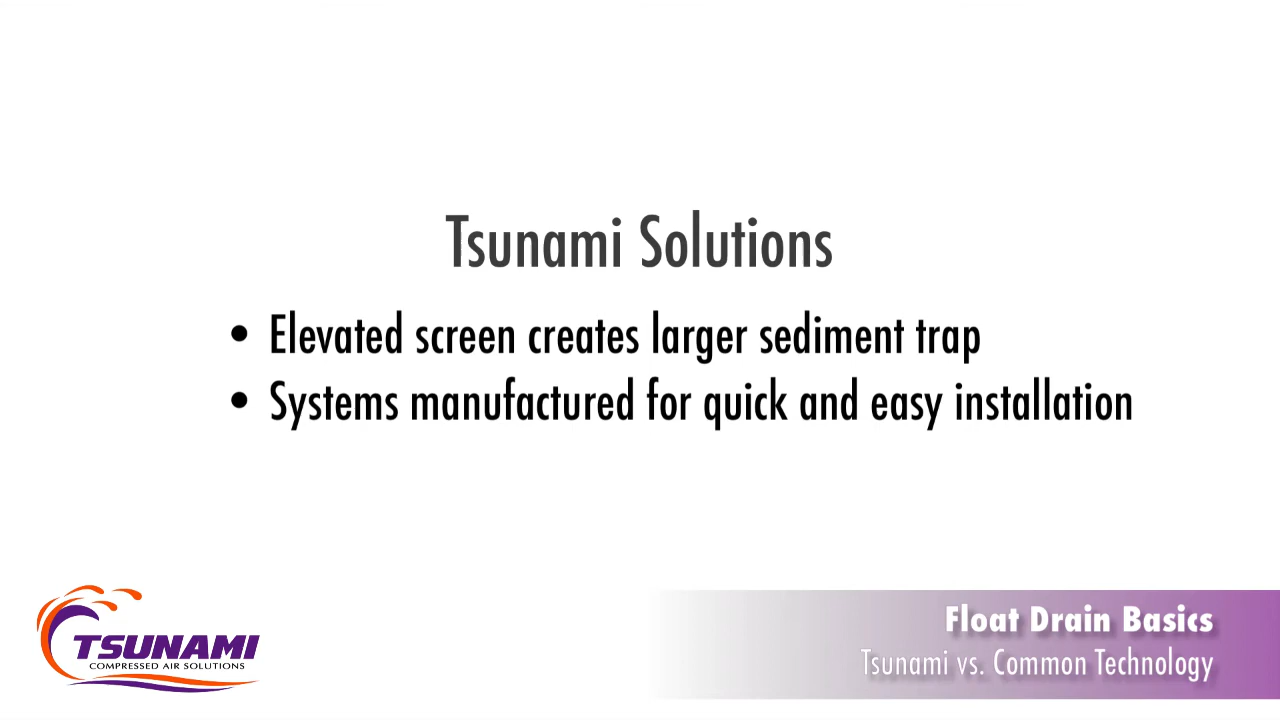 Tsunami Solutions
• Elevated screen creates larger sediment trap
• Systems manufactured for quick and easy installation
TSUNAMI
COMPRESSED AIR SOLUTIONS
Float Drain Basics
Tsunami vs. Common Technology